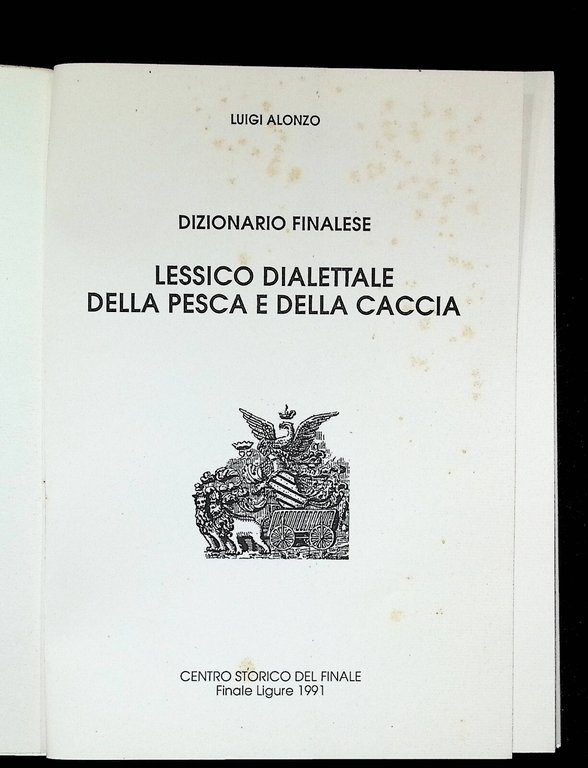 LUIGI ALONZO
DIZIONARIO FINALESE
LESSICO DIALETTALE
DELLA PESCA E DELLA CACCIA
CENTRO STORICO DEL FINALE
Finale Ligure 1991